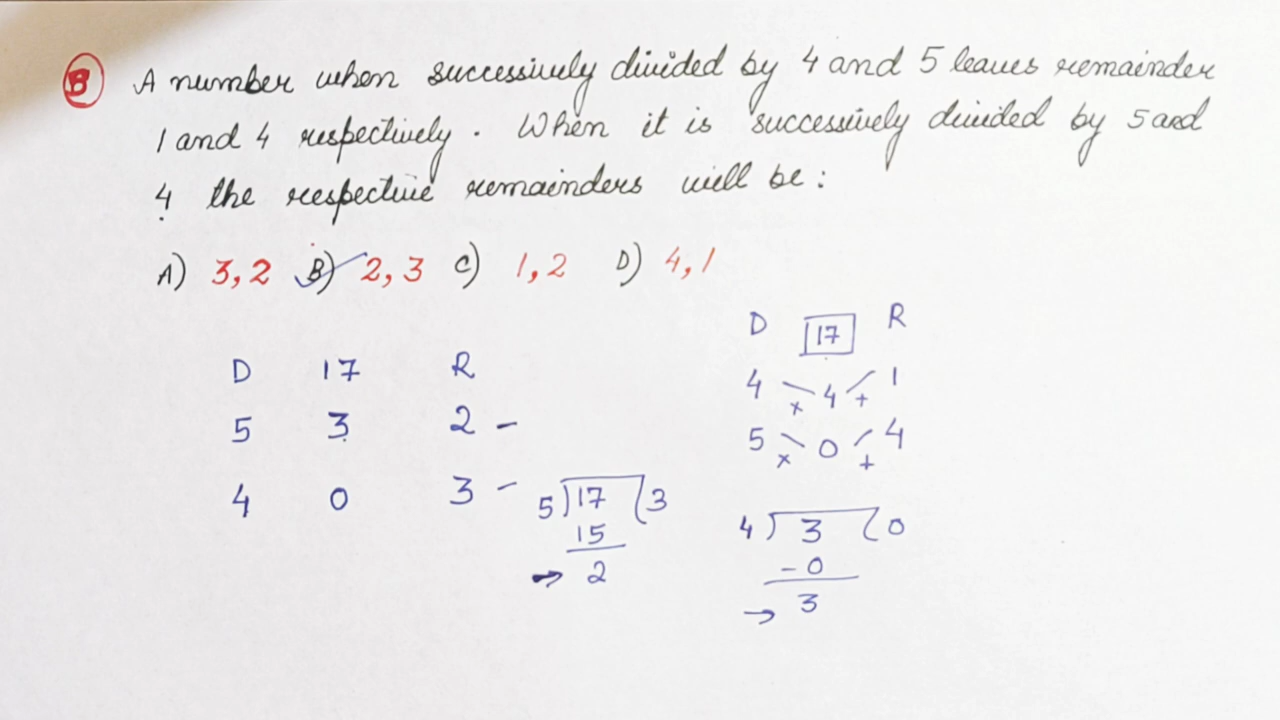 B A number when successively divided by 4 and 5 leaves remainder
1 and 4 respectively. When it is successively divided by 5 and
4 the respective remainders will be:
A) 3,2 B) 2,3 C) 1,2 D) 4,1
D 17 R
4 4 1
× +
5 0 4
× +
D 17 R
5 3 2 -
4 0 3 -
5)17(3
15
→ 2
4)3(0
-0
→ 3